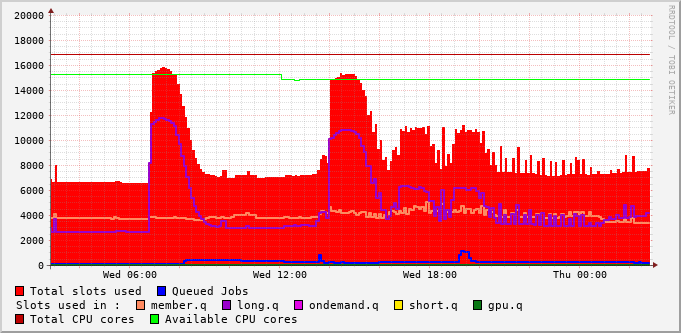 20000
18000
16000
14000
12000
10000
8000
6000
4000
2000
0
Wed 06:00 Wed 12:00 Wed 18:00 Thu 00:00
RRDTOOL / TOBI OETIKER
Total slots used Queued Jobs
Slots used in : member.q long.q ondemand.q short.q gpu.q
Total CPU cores Available CPU cores